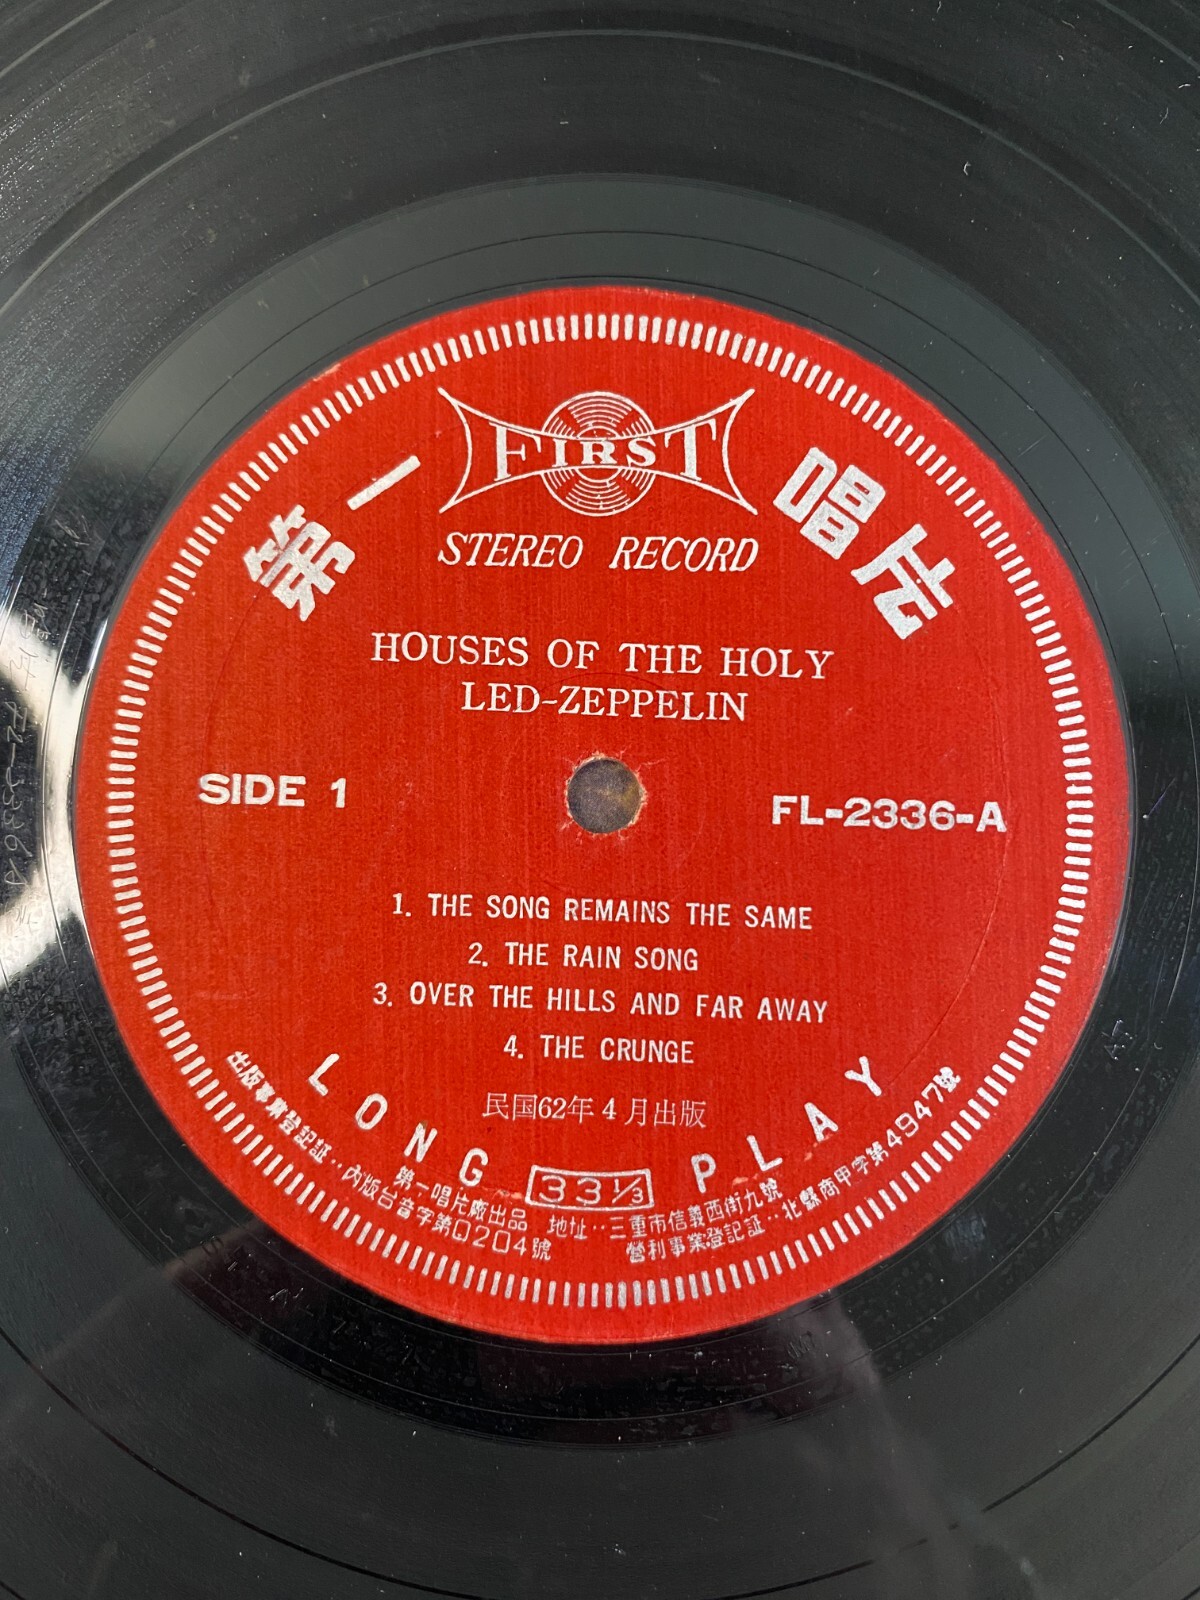 FIRST
第一唱片
STEREO RECORD
HOUSES OF THE HOLY
LED-ZEPPELIN
SIDE 1
FL-2336-A
1. THE SONG REMAINS THE SAME
2. THE RAIN SONG
3. OVER THE HILLS AND FAR AWAY
4. THE CRUNGE
民国62年4月出版
LONG 33⅓ PLAY
第一唱片廠出品 地址‥三重市信義西街九號
出版事業登記証‥內版台音字第0204號
營利事業登記証‥北縣商甲字第4947號